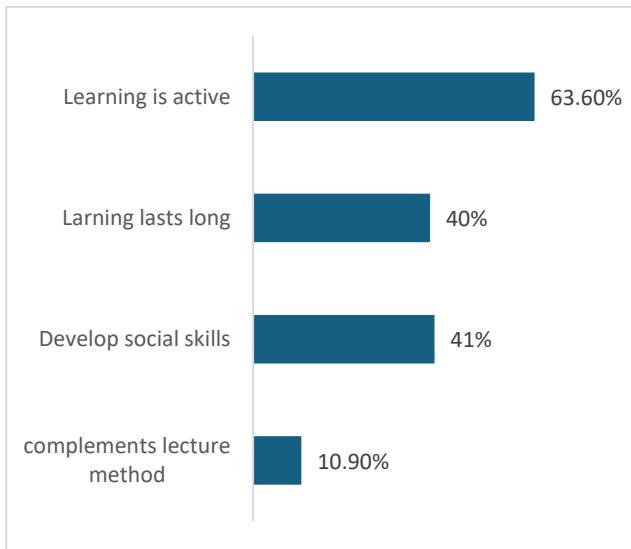 Learning is active
63.60%
Larning lasts long
40%
Develop social skills
41%
complements lecture
method
10.90%